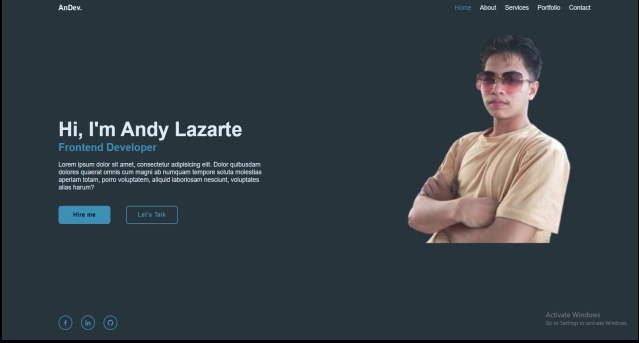 AnDev.
Home About Services Portfolio Contact
Hi, I'm Andy Lazarte
Frontend Developer
Lorem ipsum dolor sit amet, consectetur adipisicing elit. Dolor quibusdam
dolores quaerat omnis cum magni ab numquam tempore soluta molestias
aperiam totam, porro voluptatem, aliquid laboriosam nesciunt, voluptates
alias harum?
Hire me Let's Talk
f in
Activate Windows
Go to Settings to activate Windows.